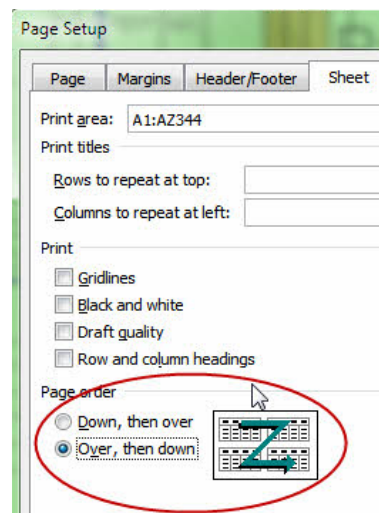 Page Setup
Page Margins Header/Footer Sheet
Print area: A1:AZ344
Print titles
Rows to repeat at top:
Columns to repeat at left:
Print
Gridlines
Black and white
Draft quality
Row and column headings
Page order
Down, then over
Over, then down